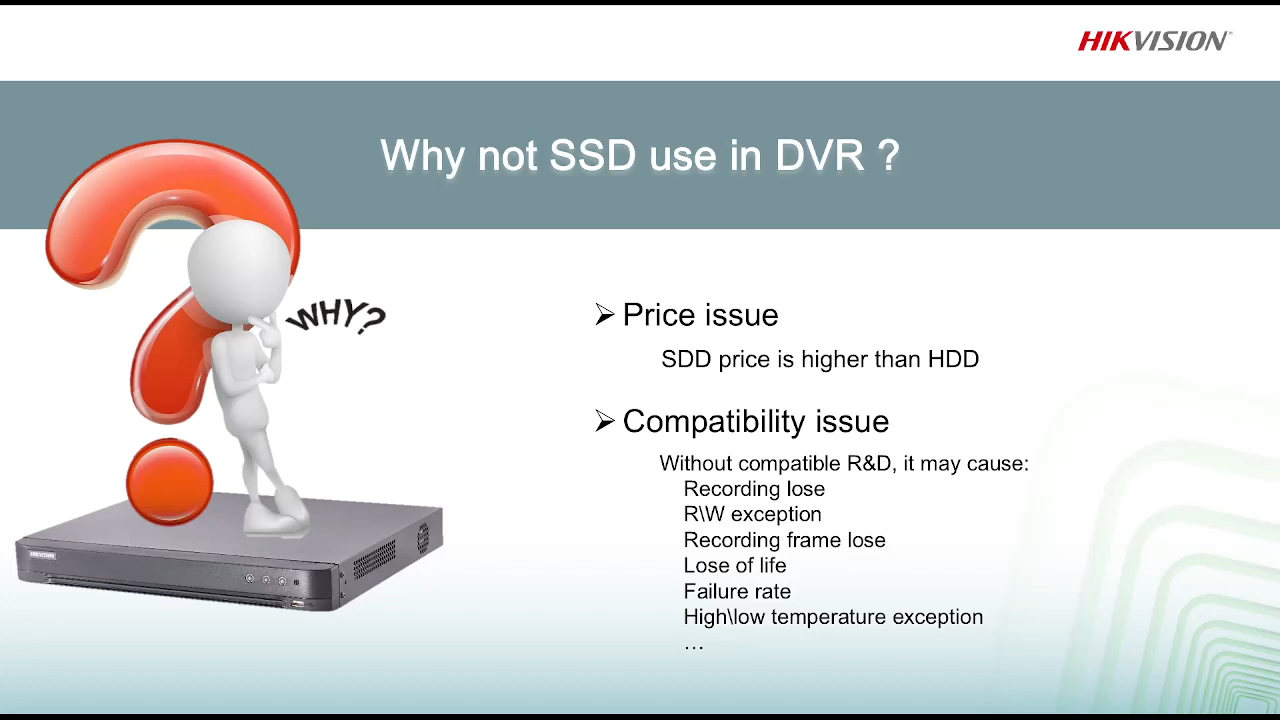 HIKVISION
Why not SSD use in DVR ?
WHY?
➢ Price issue
SDD price is higher than HDD
➢ Compatibility issue
Without compatible R&D, it may cause:
Recording lose
R\W exception
Recording frame lose
Lose of life
Failure rate
High\low temperature exception
…
HIKVISION